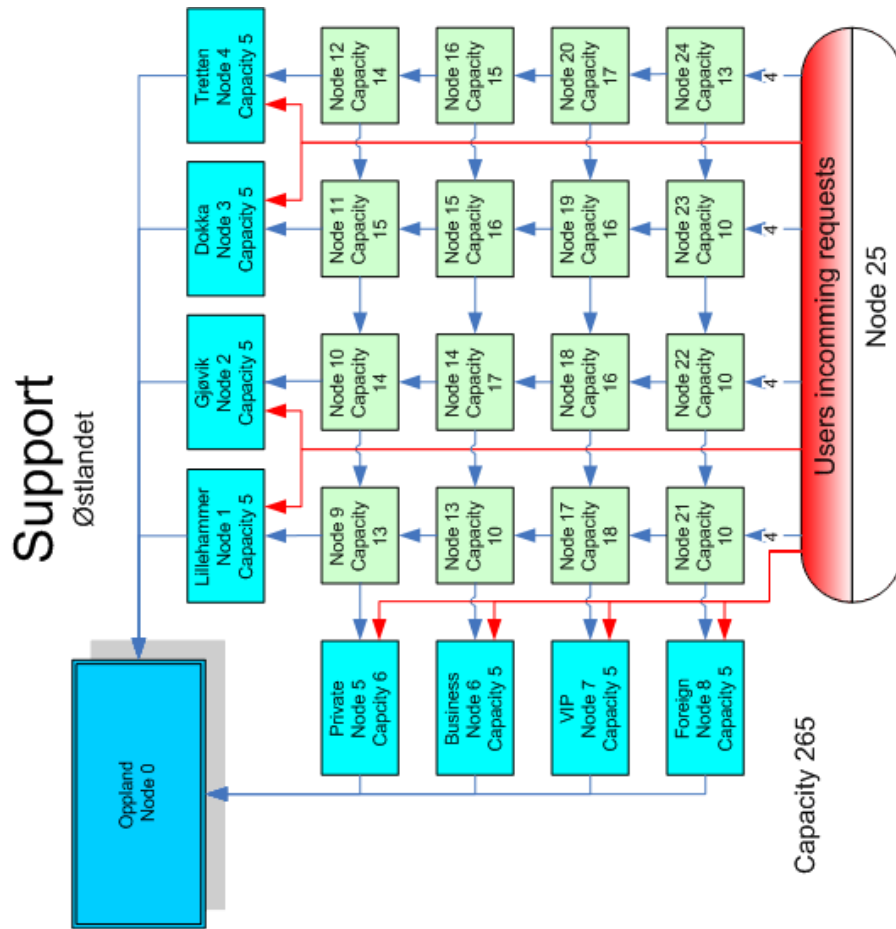 Support
Østlandet
Oppland
Node 0
Lillehammer
Node 1
Capacity 5
Gjøvik
Node 2
Capacity 5
Dokka
Node 3
Capacity 5
Tretten
Node 4
Capacity 5
Private
Node 5
Capcity 6
Node 9
Capacity
13
Node 10
Capacity
14
Node 11
Capacity
15
Node 12
Capacity
14
Business
Node 6
Capacity 5
Node 13
Capacity
10
Node 14
Capacity
17
Node 15
Capacity
16
Node 16
Capacity
15
VIP
Node 7
Capacity 5
Node 17
Capacity
18
Node 18
Capacity
16
Node 19
Capacity
16
Node 20
Capacity
17
Foreign
Node 8
Capacity 5
Node 21
Capacity
10
Node 22
Capacity
10
Node 23
Capacity
10
Node 24
Capacity
13
4
4
4
4
Capacity 265
Users incomming requests
Node 25